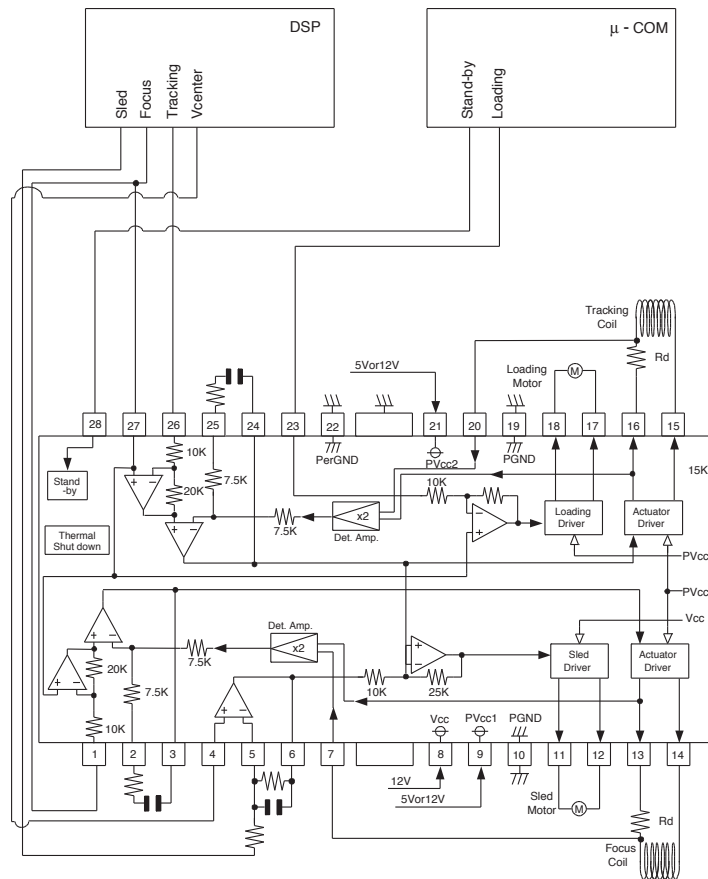 DSP
Sled
Focus
Tracking
Vcenter
μ - COM
Stand-by
Loading
Tracking
Coil
Rd
5Vor12V
Loading
Motor
M
28
27
26
25
24
23
22
21
20
19
18
17
16
15
PerGND
PVcc2
PGND
15K
Stand
-by
10K
20K
7.5K
7.5K
x2
Det. Amp.
10K
Loading
Driver
Actuator
Driver
Thermal
Shut down
PVcc
PVcc
Vcc
Det. Amp.
x2
7.5K
20K
7.5K
10K
10K
25K
Sled
Driver
Actuator
Driver
Vcc
PVcc1
PGND
1
2
3
4
5
6
7
8
9
10
11
12
13
14
12V
5Vor12V
Sled
Motor
M
Rd
Focus
Coil